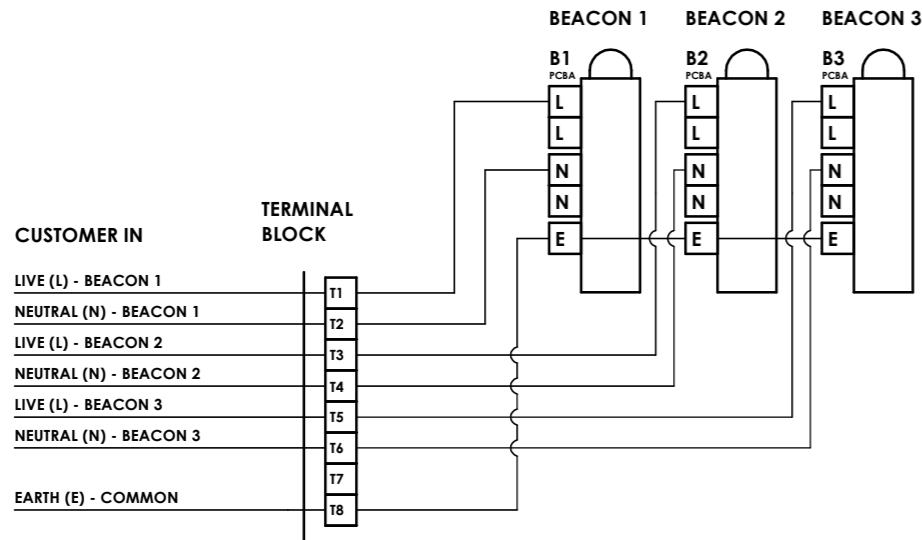 BEACON 1 BEACON 2 BEACON 3
B1 B2 B3
PCBA PCBA PCBA
L L L
L L L
N N N
N N N
E E E
TERMINAL
BLOCK
CUSTOMER IN
LIVE (L) - BEACON 1
T1
NEUTRAL (N) - BEACON 1
T2
LIVE (L) - BEACON 2
T3
NEUTRAL (N) - BEACON 2
T4
LIVE (L) - BEACON 3
T5
NEUTRAL (N) - BEACON 3
T6
T7
EARTH (E) - COMMON
T8